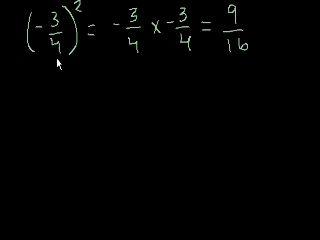 (-3/4)² = -3/4 x -3/4 = 9/16